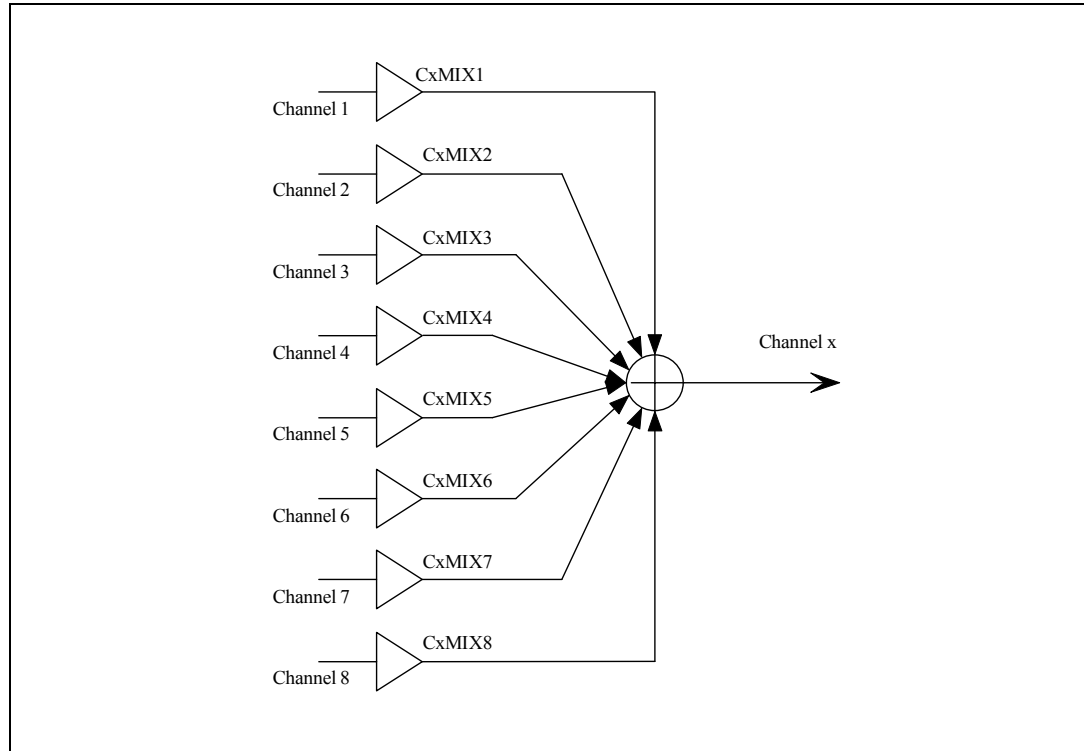 CxMIX1
Channel 1
CxMIX2
Channel 2
CxMIX3
Channel 3
CxMIX4
Channel 4
Channel x
CxMIX5
Channel 5
CxMIX6
Channel 6
CxMIX7
Channel 7
CxMIX8
Channel 8